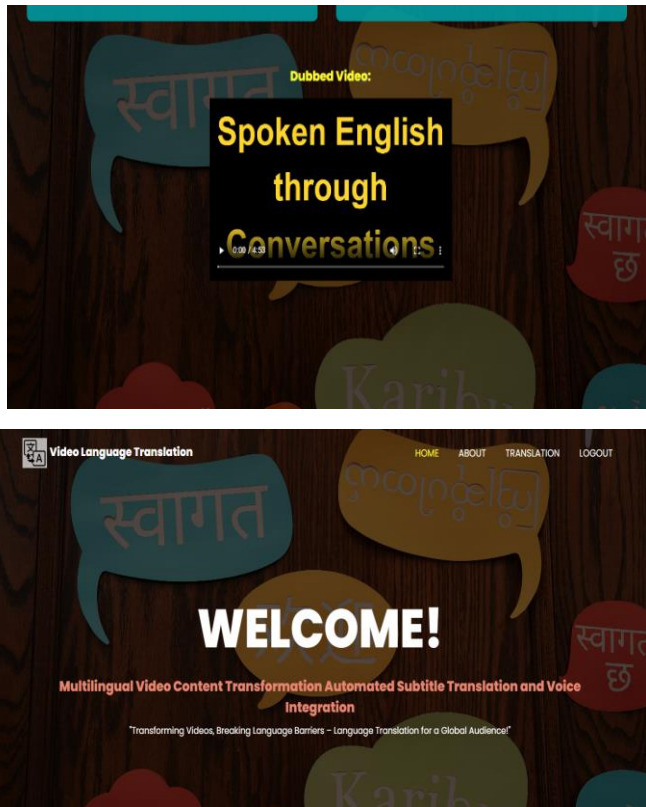 स्वागत
Dubbed Video:
Spoken English
through
Conversations
0:00 / 4:53
स्वागत
छ
Karibu
Video Language Translation
HOME ABOUT TRANSLATION LOGOUT
स्वागत
WELCOME!
स्वागत
छ
Multilingual Video Content Transformation Automated Subtitle Translation and Voice
Integration
"Transforming Videos, Breaking Language Barriers – Language Translation for a Global Audience!"